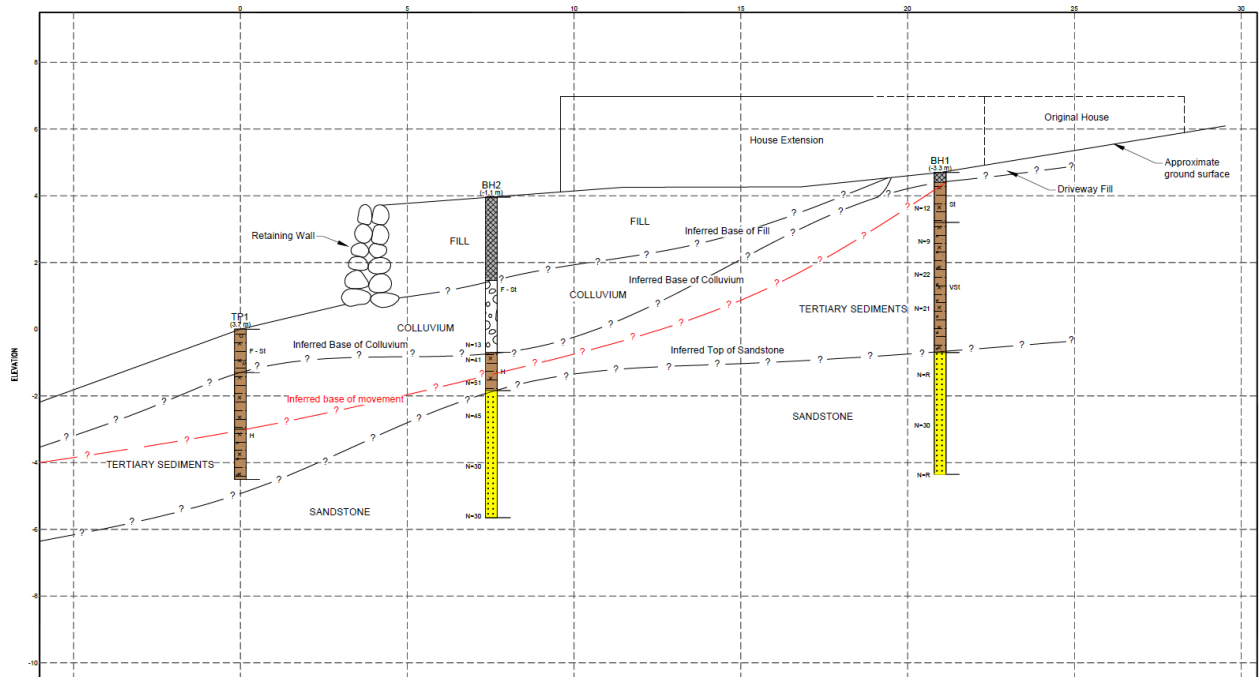 0 5 10 15 20 25 30
8
6
4
2
0
-2
-4
-6
-8
-10
ELEVATION
Original House
House Extension
Approximate
ground surface
Driveway Fill
BH1
(-3.3 m)
BH2
(-1.1 m)
TP1
(3.7 m)
Retaining Wall
FILL
FILL
Inferred Base of Fill
Inferred Base of Colluvium
COLLUVIUM
COLLUVIUM
Inferred Base of Colluvium
TERTIARY SEDIMENTS
Inferred Top of Sandstone
Inferred base of movement
TERTIARY SEDIMENTS
SANDSTONE
SANDSTONE
F - St
H
F - St
N=13
N=41
H
N=51
N=45
N=30
N=30
St
N=12
N=9
N=22
VSt
N=21
N=R
N=30
N=R